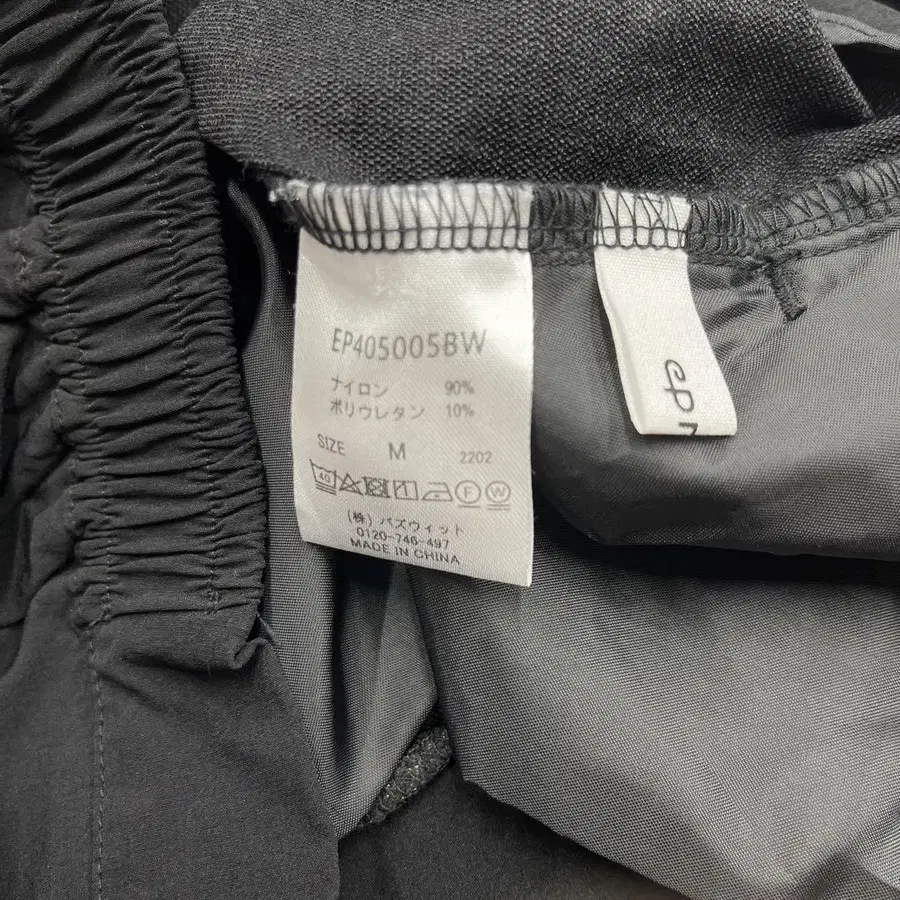 EP405005BW
ナイロン 90%
ポリウレタン 10%
SIZE M 2202
40 F W
(株) バズウィット
0120-746-497
MADE IN CHINA